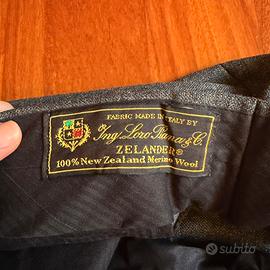 FABRIC MADE IN ITALY BY
Ing. Loro Piana & C.
ZELANDER®
100% New Zealand Merino Wool
subito